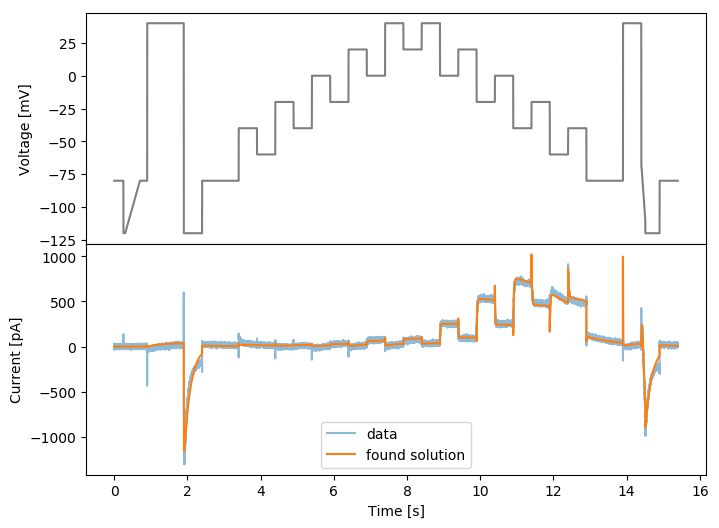 25
0
−25
−50
−75
−100
−125
Voltage [mV]
1000
500
0
−500
−1000
Current [pA]
data
found solution
0 2 4 6 8 10 12 14 16
Time [s]